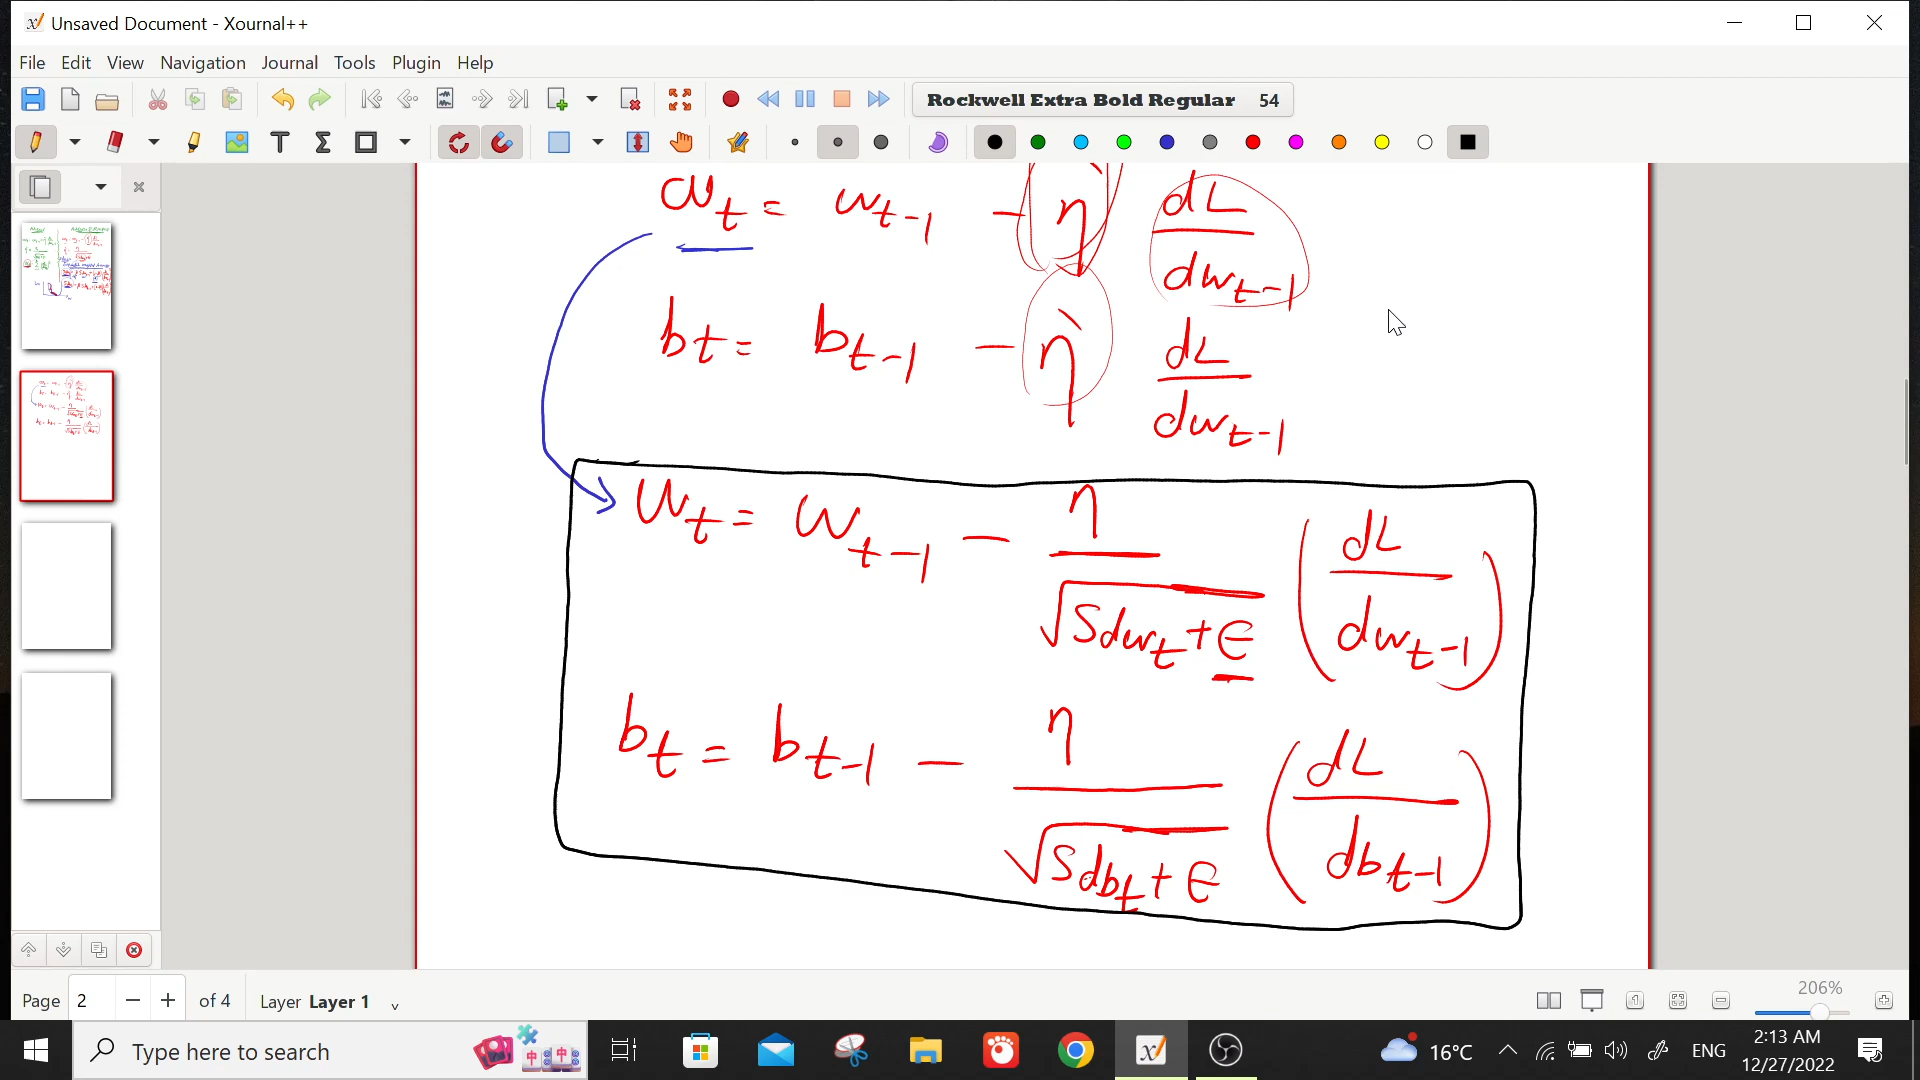 Unsaved Document - Xournal++
File Edit View Navigation Journal Tools Plugin Help
Rockwell Extra Bold Regular 54
T Σ
wt = wt-1 - η' dL/dwt-1
bt = bt-1 - η' dL/dwt-1
wt = wt-1 - η/√Sdwt+ϵ (dL/dwt-1)
bt = bt-1 - η/√Sdbt+ϵ (dL/dbt-1)
Page 2 - + of 4 Layer Layer 1
206%
Type here to search
16°C ENG
2:13 AM
12/27/2022